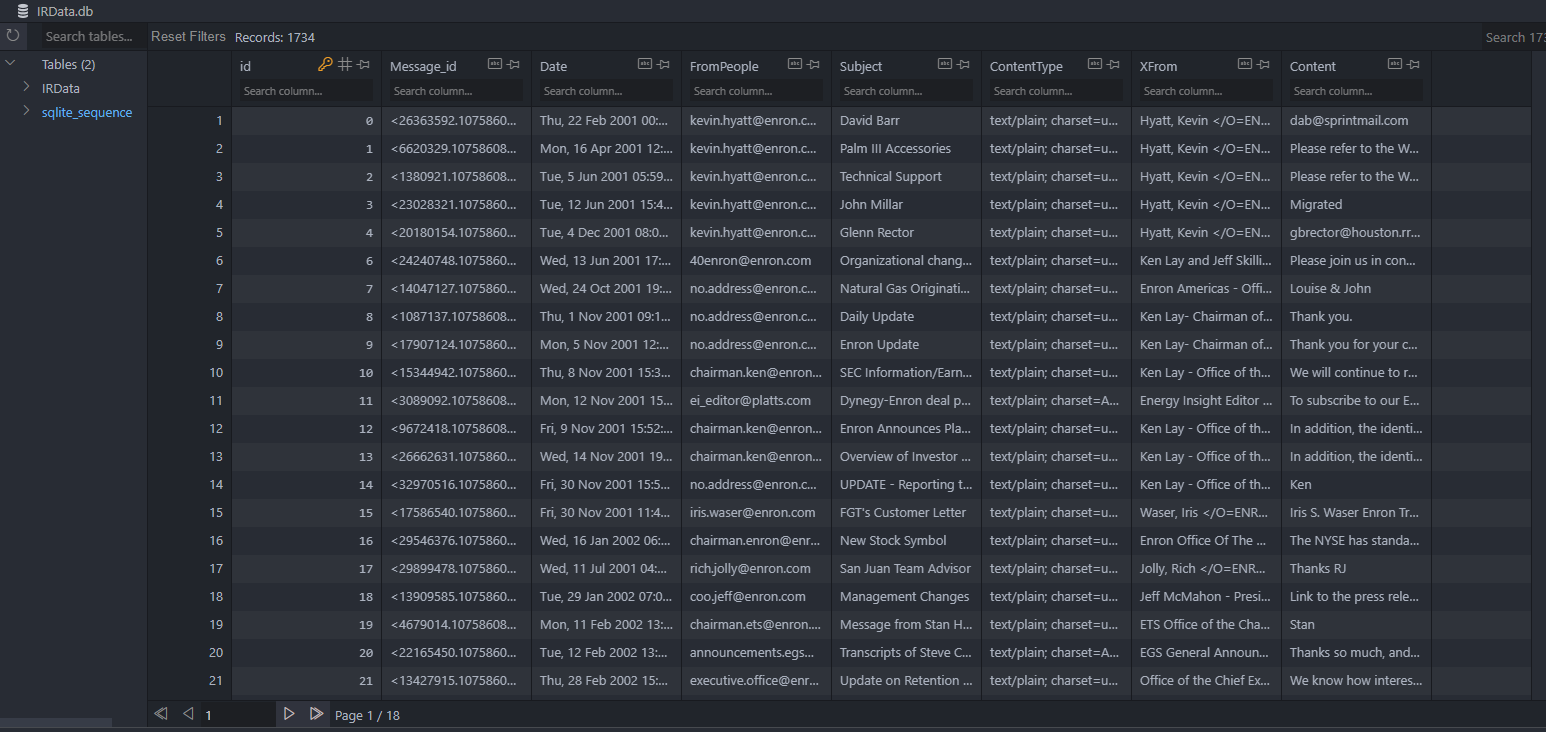 IRData.db
Search tables... Reset Filters Records: 1734 Search 173
Tables (2)
IRData
sqlite_sequence
id Message_id Date FromPeople Subject ContentType XFrom Content
Search column... Search column... Search column... Search column... Search column... Search column... Search column... Search column...
1 0 <26363592.1075860... Thu, 22 Feb 2001 00:... kevin.hyatt@enron.c... David Barr text/plain; charset=u... Hyatt, Kevin </O=EN... dab@sprintmail.com
2 1 <6620329.10758608... Mon, 16 Apr 2001 12:... kevin.hyatt@enron.c... Palm III Accessories text/plain; charset=u... Hyatt, Kevin </O=EN... Please refer to the W...
3 2 <1380921.10758608... Tue, 5 Jun 2001 05:59... kevin.hyatt@enron.c... Technical Support text/plain; charset=u... Hyatt, Kevin </O=EN... Please refer to the W...
4 3 <23028321.1075860... Tue, 12 Jun 2001 15:4... kevin.hyatt@enron.c... John Millar text/plain; charset=u... Hyatt, Kevin </O=EN... Migrated
5 4 <20180154.1075860... Tue, 4 Dec 2001 08:0... kevin.hyatt@enron.c... Glenn Rector text/plain; charset=u... Hyatt, Kevin </O=EN... gbrector@houston.rr...
6 6 <24240748.1075860... Wed, 13 Jun 2001 17:... 40enron@enron.com Organizational chang... text/plain; charset=u... Ken Lay and Jeff Skilli... Please join us in con...
7 7 <14047127.1075860... Wed, 24 Oct 2001 19:... no.address@enron.c... Natural Gas Originati... text/plain; charset=u... Enron Americas - Offi... Louise & John
8 8 <1087137.10758608... Thu, 1 Nov 2001 09:1... no.address@enron.c... Daily Update text/plain; charset=u... Ken Lay- Chairman of... Thank you.
9 9 <17907124.1075860... Mon, 5 Nov 2001 12:... no.address@enron.c... Enron Update text/plain; charset=u... Ken Lay- Chairman of... Thank you for your c...
10 10 <15344942.1075860... Thu, 8 Nov 2001 15:3... chairman.ken@enron... SEC Information/Earn... text/plain; charset=u... Ken Lay - Office of th... We will continue to r...
11 11 <3089092.10758608... Mon, 12 Nov 2001 15... ei_editor@platts.com Dynegy-Enron deal p... text/plain; charset=A... Energy Insight Editor ... To subscribe to our E...
12 12 <9672418.10758608... Fri, 9 Nov 2001 15:52:... chairman.ken@enron... Enron Announces Pla... text/plain; charset=u... Ken Lay - Office of th... In addition, the identi...
13 13 <26662631.1075860... Wed, 14 Nov 2001 19... chairman.ken@enron... Overview of Investor ... text/plain; charset=u... Ken Lay - Office of th... In addition, the identi...
14 14 <32970516.1075860... Fri, 30 Nov 2001 15:5... no.address@enron.c... UPDATE - Reporting t... text/plain; charset=u... Ken Lay - Office of th... Ken
15 15 <17586540.1075860... Fri, 30 Nov 2001 11:4... iris.waser@enron.com FGT's Customer Letter text/plain; charset=u... Waser, Iris </O=ENR... Iris S. Waser Enron Tr...
16 16 <29546376.1075860... Wed, 16 Jan 2002 06:... chairman.enron@enr... New Stock Symbol text/plain; charset=u... Enron Office Of The ... The NYSE has standa...
17 17 <29899478.1075860... Wed, 11 Jul 2001 04:... rich.jolly@enron.com San Juan Team Advisor text/plain; charset=u... Jolly, Rich </O=ENR... Thanks RJ
18 18 <13909585.1075860... Tue, 29 Jan 2002 07:0... coo.jeff@enron.com Management Changes text/plain; charset=u... Jeff McMahon - Presi... Link to the press rele...
19 19 <4679014.10758608... Mon, 11 Feb 2002 13:... chairman.ets@enron.... Message from Stan H... text/plain; charset=u... ETS Office of the Cha... Stan
20 20 <22165450.1075860... Tue, 12 Feb 2002 13:... announcements.egs... Transcripts of Steve C... text/plain; charset=A... EGS General Announ... Thanks so much, and...
21 21 <13427915.1075860... Thu, 28 Feb 2002 15:... executive.office@enr... Update on Retention ... text/plain; charset=u... Office of the Chief Ex... We know how interes...
1 Page 1 / 18